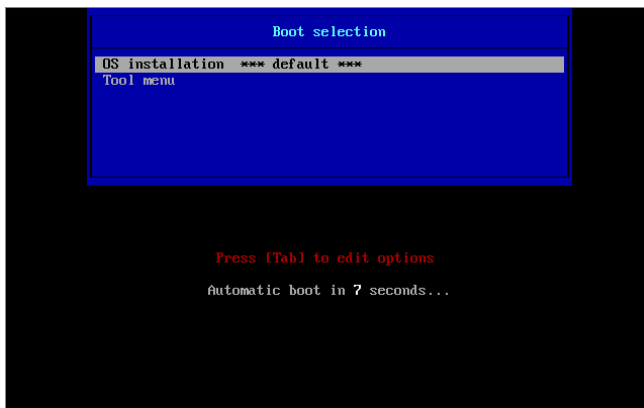 Boot selection
OS installation *** default ***
Tool menu
Press [Tab] to edit options
Automatic boot in 7 seconds...